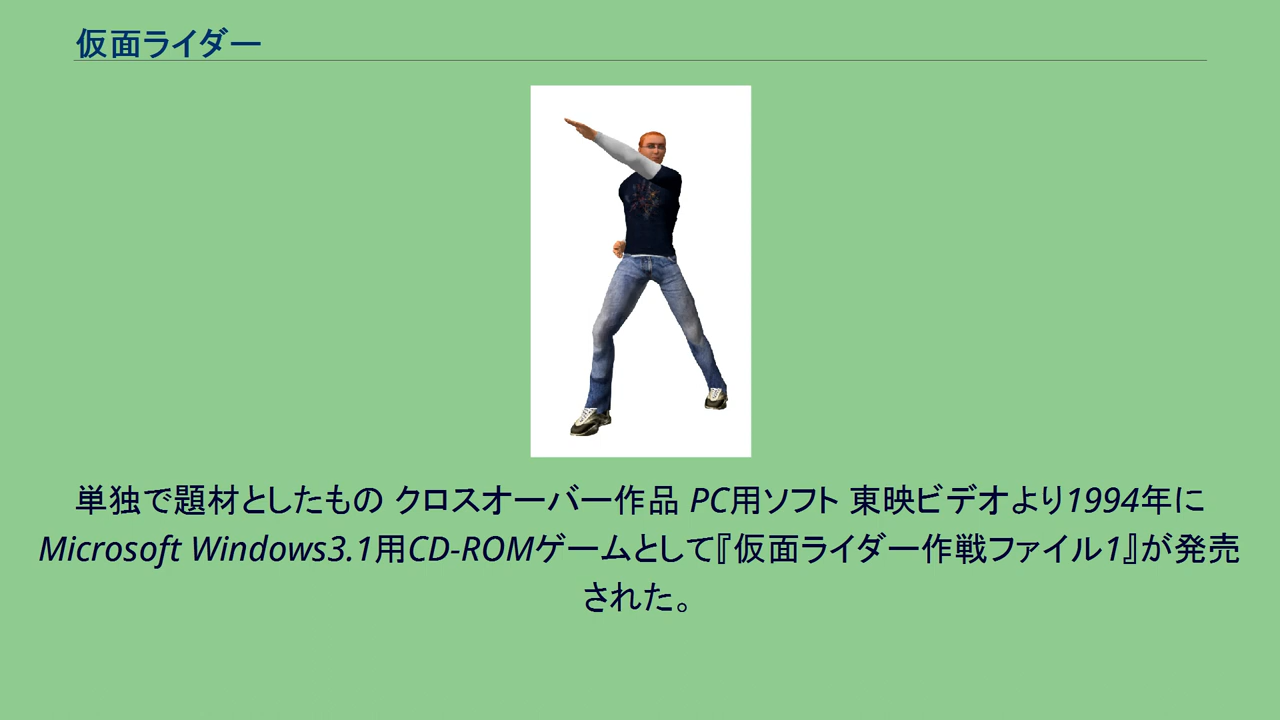 仮面ライダー
単独で題材としたもの クロスオーバー作品 PC用ソフト 東映ビデオより1994年に
Microsoft Windows3.1用CD-ROMゲームとして『仮面ライダー作戦ファイル1』が発売
された。